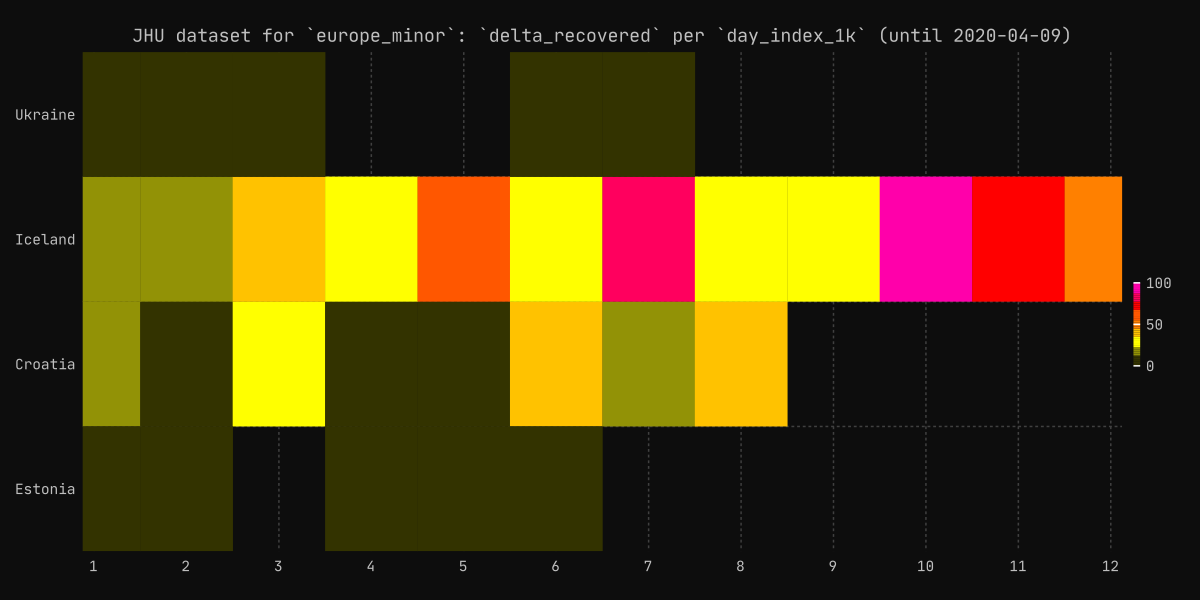 JHU dataset for `europe_minor`: `delta_recovered` per `day_index_1k` (until 2020-04-09)
Ukraine
Iceland
Croatia
Estonia
1 2 3 4 5 6 7 8 9 10 11 12
100
50
0